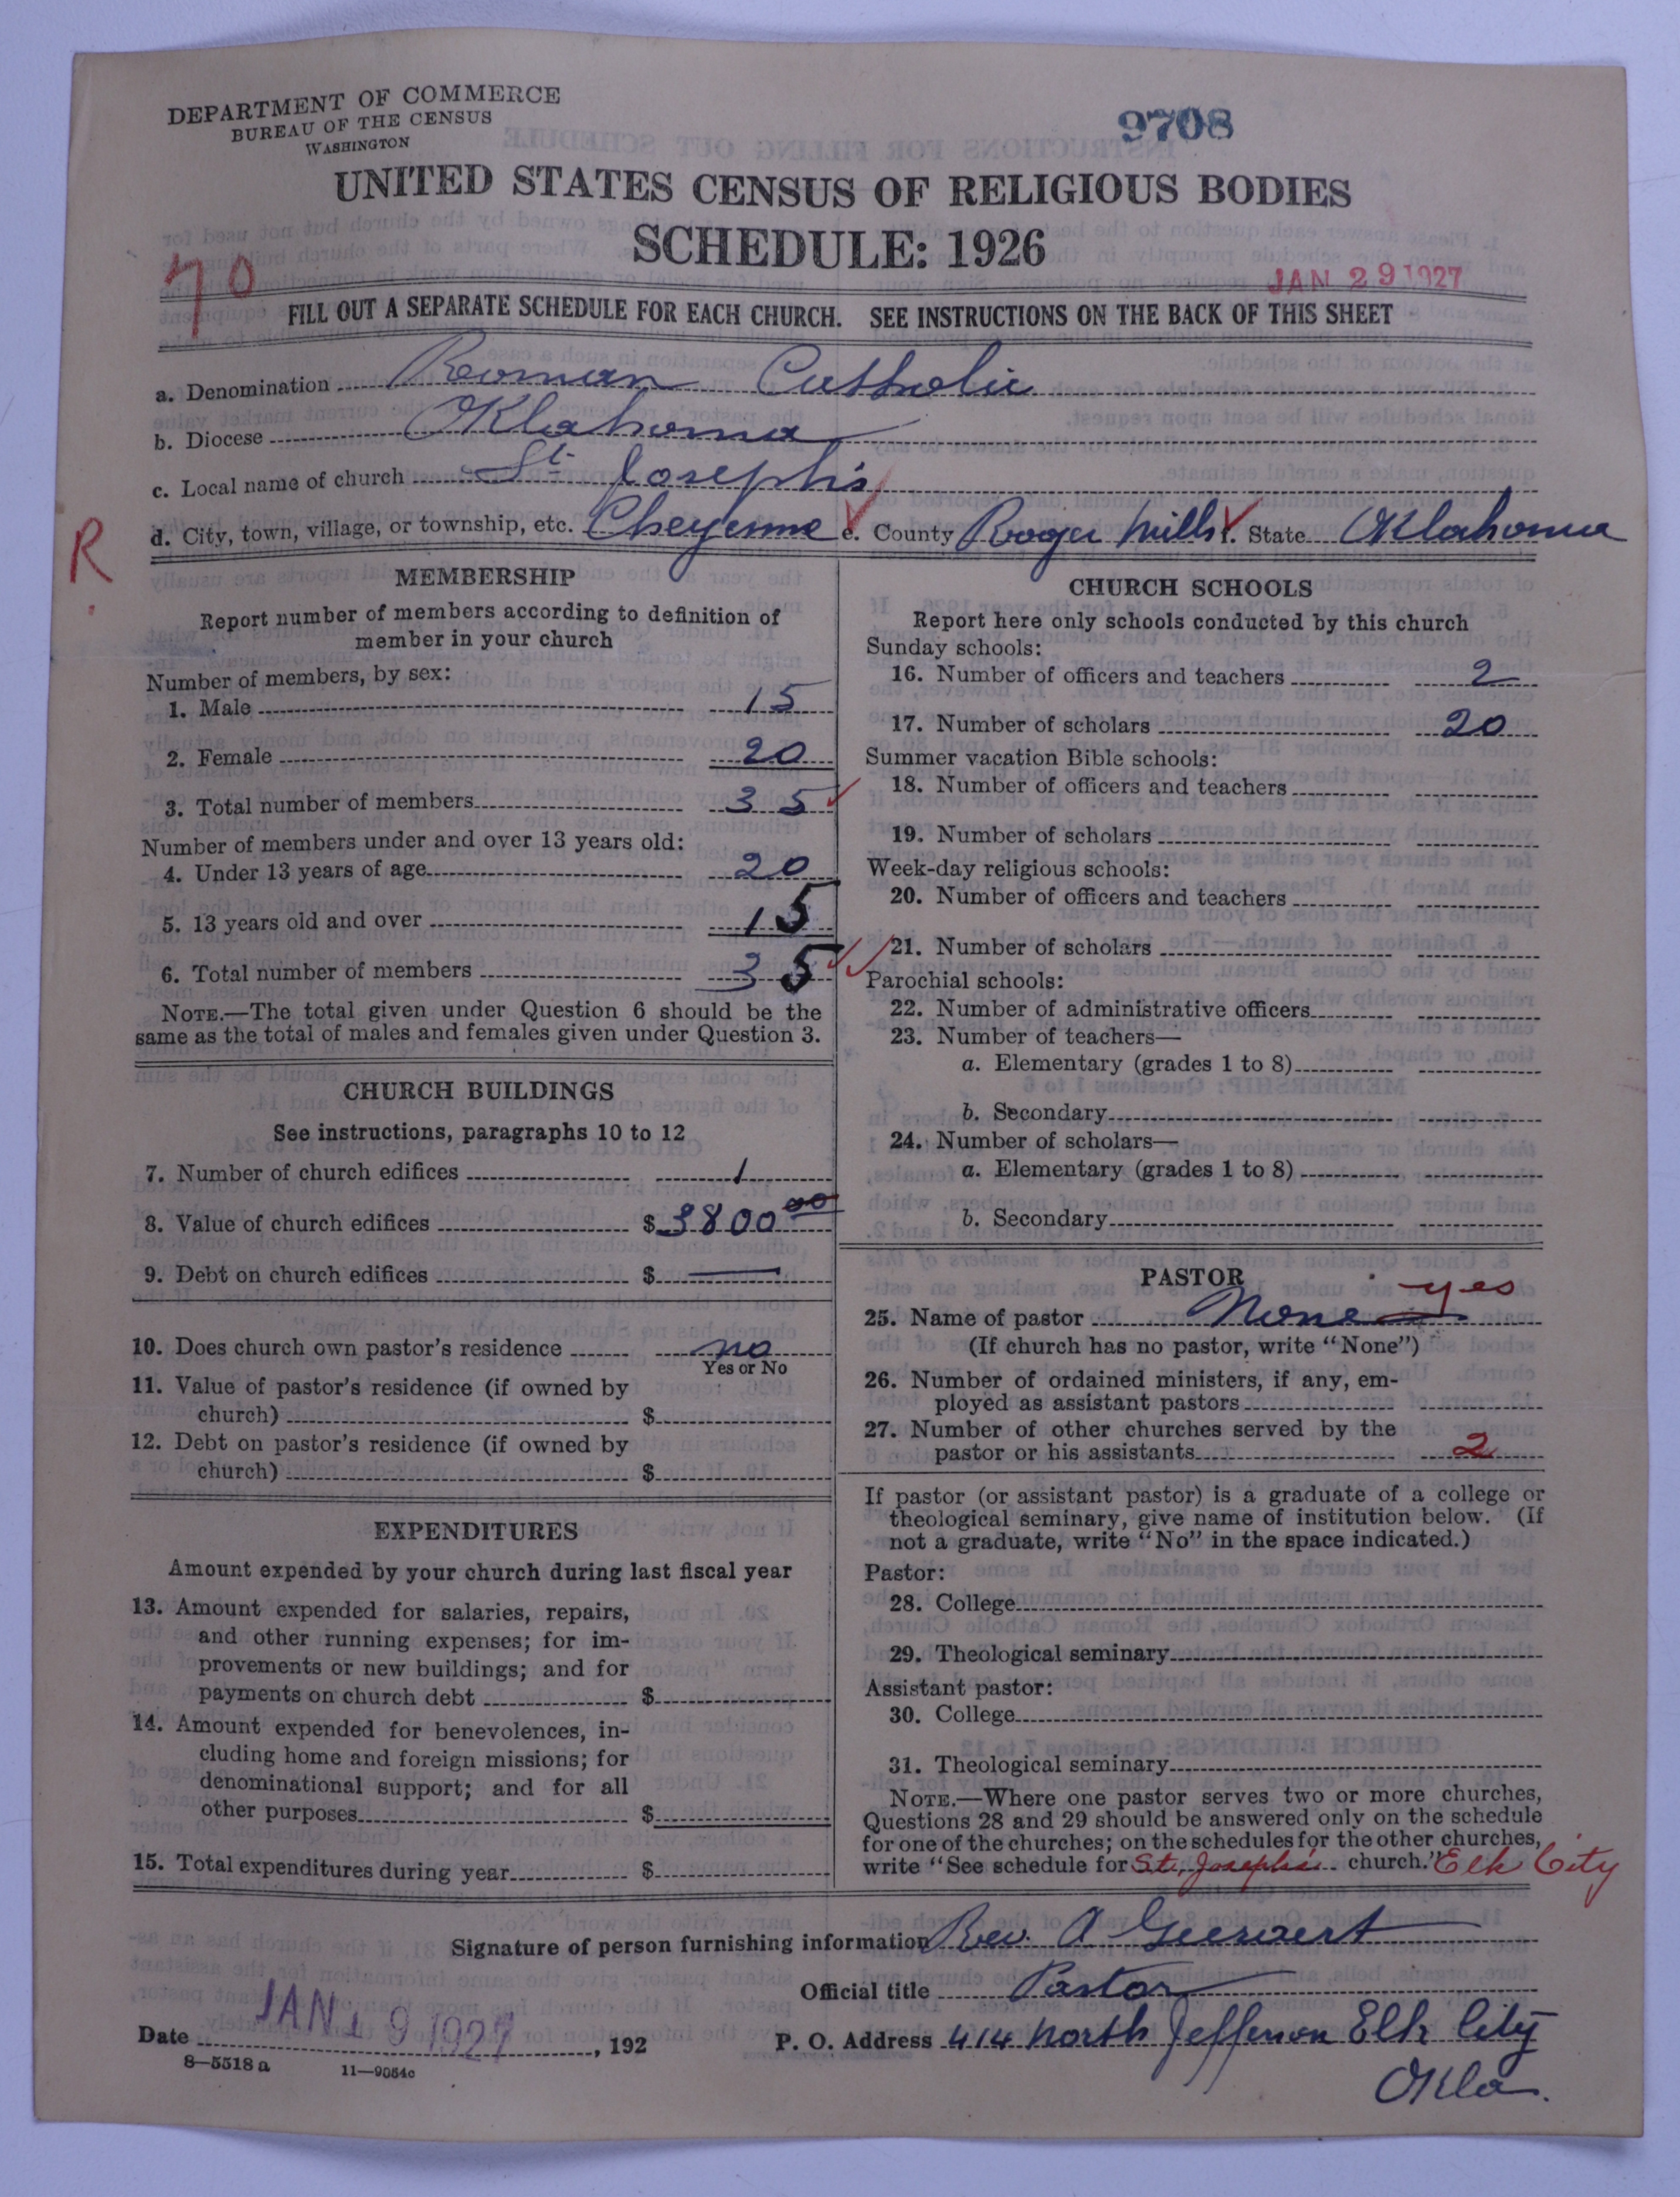 DEPARTMENT OF COMMERCE
BUREAU OF THE CENSUS
WASHINGTON
9708
UNITED STATES CENSUS OF RELIGIOUS BODIES
SCHEDULE: 1926
70
JAN 29 1927
FILL OUT A SEPARATE SCHEDULE FOR EACH CHURCH. SEE INSTRUCTIONS ON THE BACK OF THIS SHEET
a. Denomination Roman Catholic
b. Diocese Oklahoma
c. Local name of church St Joseph's
d. City, town, village, or township, etc. Cheyenne e. County Roger Mills f. State Oklahoma
R
MEMBERSHIP
Report number of members according to definition of
member in your church
Number of members, by sex:
1. Male 15
2. Female 20
3. Total number of members 35
Number of members under and over 13 years old:
4. Under 13 years of age 20
5. 13 years old and over 15
6. Total number of members 35
NOTE.—The total given under Question 6 should be the
same as the total of males and females given under Question 3.
CHURCH BUILDINGS
See instructions, paragraphs 10 to 12
7. Number of church edifices 1
8. Value of church edifices $3800 00
9. Debt on church edifices $ —
10. Does church own pastor's residence no
Yes or No
11. Value of pastor's residence (if owned by
church) $
12. Debt on pastor's residence (if owned by
church) $
EXPENDITURES
Amount expended by your church during last fiscal year
13. Amount expended for salaries, repairs,
and other running expenses; for im-
provements or new buildings; and for
payments on church debt $
14. Amount expended for benevolences, in-
cluding home and foreign missions; for
denominational support; and for all
other purposes $
15. Total expenditures during year $
CHURCH SCHOOLS
Report here only schools conducted by this church
Sunday schools:
16. Number of officers and teachers 2
17. Number of scholars 20
Summer vacation Bible schools:
18. Number of officers and teachers
19. Number of scholars
Week-day religious schools:
20. Number of officers and teachers
21. Number of scholars
Parochial schools:
22. Number of administrative officers
23. Number of teachers—
a. Elementary (grades 1 to 8)
b. Secondary
24. Number of scholars—
a. Elementary (grades 1 to 8)
b. Secondary
PASTOR
25. Name of pastor None yes
(If church has no pastor, write "None")
26. Number of ordained ministers, if any, em-
ployed as assistant pastors
27. Number of other churches served by the
pastor or his assistants 2
If pastor (or assistant pastor) is a graduate of a college or
theological seminary, give name of institution below. (If
not a graduate, write "No" in the space indicated.)
Pastor:
28. College
29. Theological seminary
Assistant pastor:
30. College
31. Theological seminary
NOTE.—Where one pastor serves two or more churches,
Questions 28 and 29 should be answered only on the schedule
for one of the churches; on the schedules for the other churches,
write "See schedule for St. Joseph's church." Elk City
Signature of person furnishing information Rev. A Geeraert
Official title Pastor
Date JAN 19 1927, 192
P. O. Address 414 North Jefferson Elk City
Okla.
8—5518 a 11—9054c